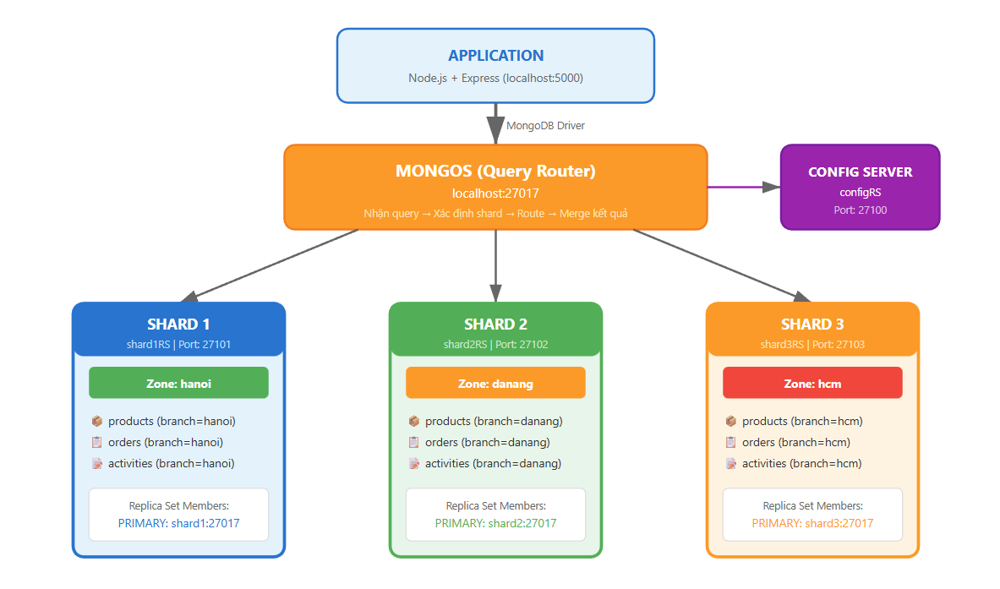 APPLICATION
Node.js + Express (localhost:5000)
MongoDB Driver
MONGOS (Query Router)
localhost:27017
Nhận query → Xác định shard → Route → Merge kết quả
CONFIG SERVER
configRS
Port: 27100
SHARD 1
shard1RS | Port: 27101
Zone: hanoi
products (branch=hanoi)
orders (branch=hanoi)
activities (branch=hanoi)
Replica Set Members:
PRIMARY: shard1:27017
SHARD 2
shard2RS | Port: 27102
Zone: danang
products (branch=danang)
orders (branch=danang)
activities (branch=danang)
Replica Set Members:
PRIMARY: shard2:27017
SHARD 3
shard3RS | Port: 27103
Zone: hcm
products (branch=hcm)
orders (branch=hcm)
activities (branch=hcm)
Replica Set Members:
PRIMARY: shard3:27017